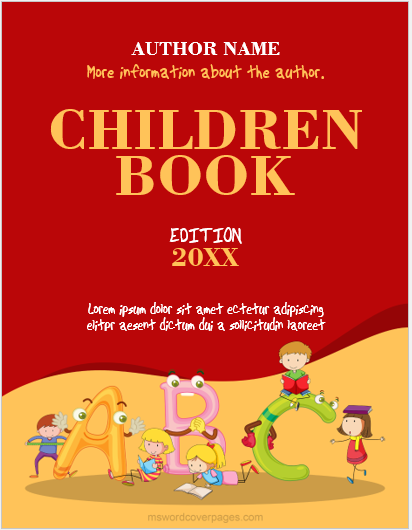 AUTHOR NAME
More information about the author.
CHILDREN
BOOK
EDITION
20XX
Lorem ipsum dolor sit amet ectetur adipiscing
elitpr aesent dictum dui a sollicitudin laoreet
ABC
mswordcoverpages.com